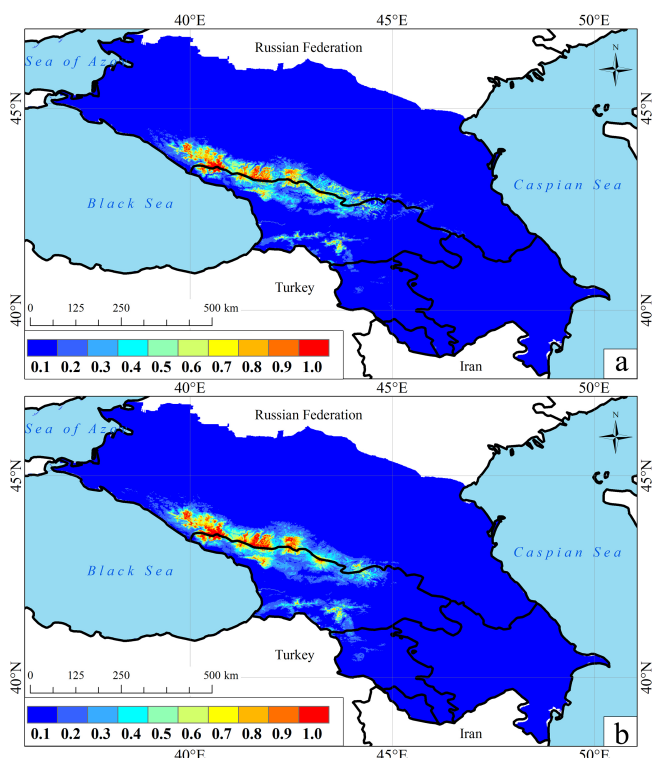 40°E 45°E 50°E
Russian Federation
N
Sea of Azo
45°N 45°N
Black Sea
Caspian Sea
Turkey
40°N 40°N
0 125 250 500 km
Iran
0.1 0.2 0.3 0.4 0.5 0.6 0.7 0.8 0.9 1.0
a
40°E 45°E 50°E
Russian Federation
N
Sea of Azo
45°N 45°N
Black Sea
Caspian Sea
Turkey
40°N 40°N
0 125 250 500 km
Iran
0.1 0.2 0.3 0.4 0.5 0.6 0.7 0.8 0.9 1.0
b
40°E 45°E 50°E